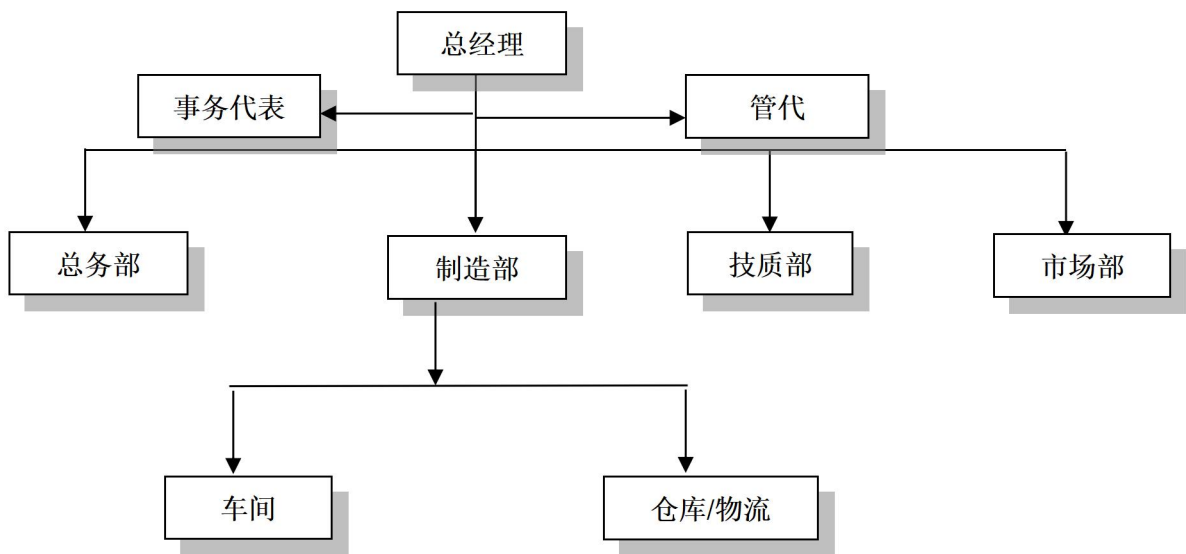 总经理
事务代表
管代
总务部
制造部
技质部
市场部
车间
仓库/物流